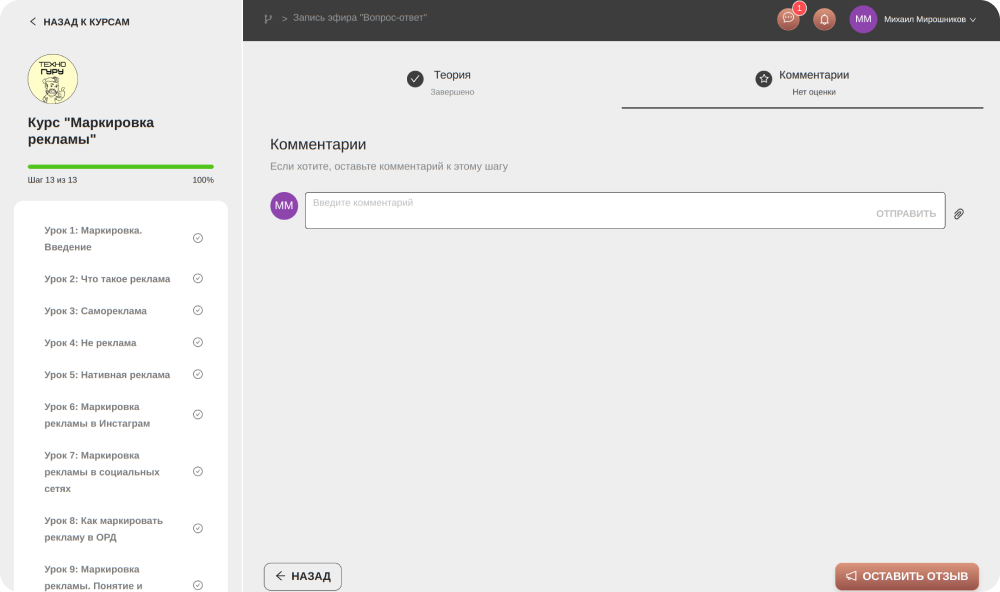 НАЗАД К КУРСАМ
ТЕХНО
ГУРУ
Курс "Маркировка
рекламы"
Шаг 13 из 13
100%
Урок 1: Маркировка.
Введение
Урок 2: Что такое реклама
Урок 3: Самореклама
Урок 4: Не реклама
Урок 5: Нативная реклама
Урок 6: Маркировка
рекламы в Инстаграм
Урок 7: Маркировка
рекламы в социальных
сетях
Урок 8: Как маркировать
рекламу в ОРД
Урок 9: Маркировка
рекламы. Понятие и
> Запись эфира "Вопрос-ответ"
1
ММ
Михаил Мирошников
Теория
Завершено
Комментарии
Нет оценки
Комментарии
Если хотите, оставьте комментарий к этому шагу
ММ
Введите комментарий
ОТПРАВИТЬ
НАЗАД
ОСТАВИТЬ ОТЗЫВ